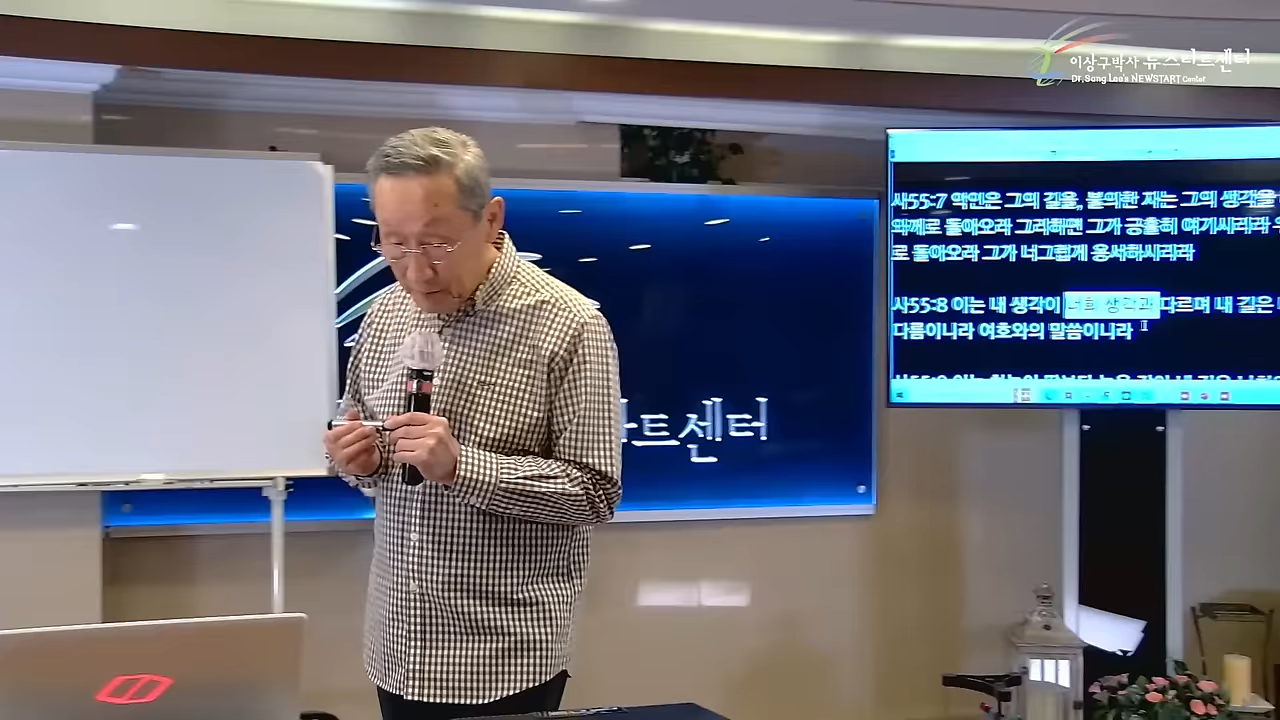 이상구박사 뉴스타트센터
Dr. Sang Lee's NEWSTART Center
사55:7 악인은 그의 길을, 불의한 자는 그의 생각을
와께로 돌아오라 그리하면 그가 긍휼히 여기시리라
로 돌아오라 그가 너그럽게 용서하시리라
사55:8 이는 내 생각이 너희 생각과 다르며 내 길은
다름이니라 여호와의 말씀이니라
트센터